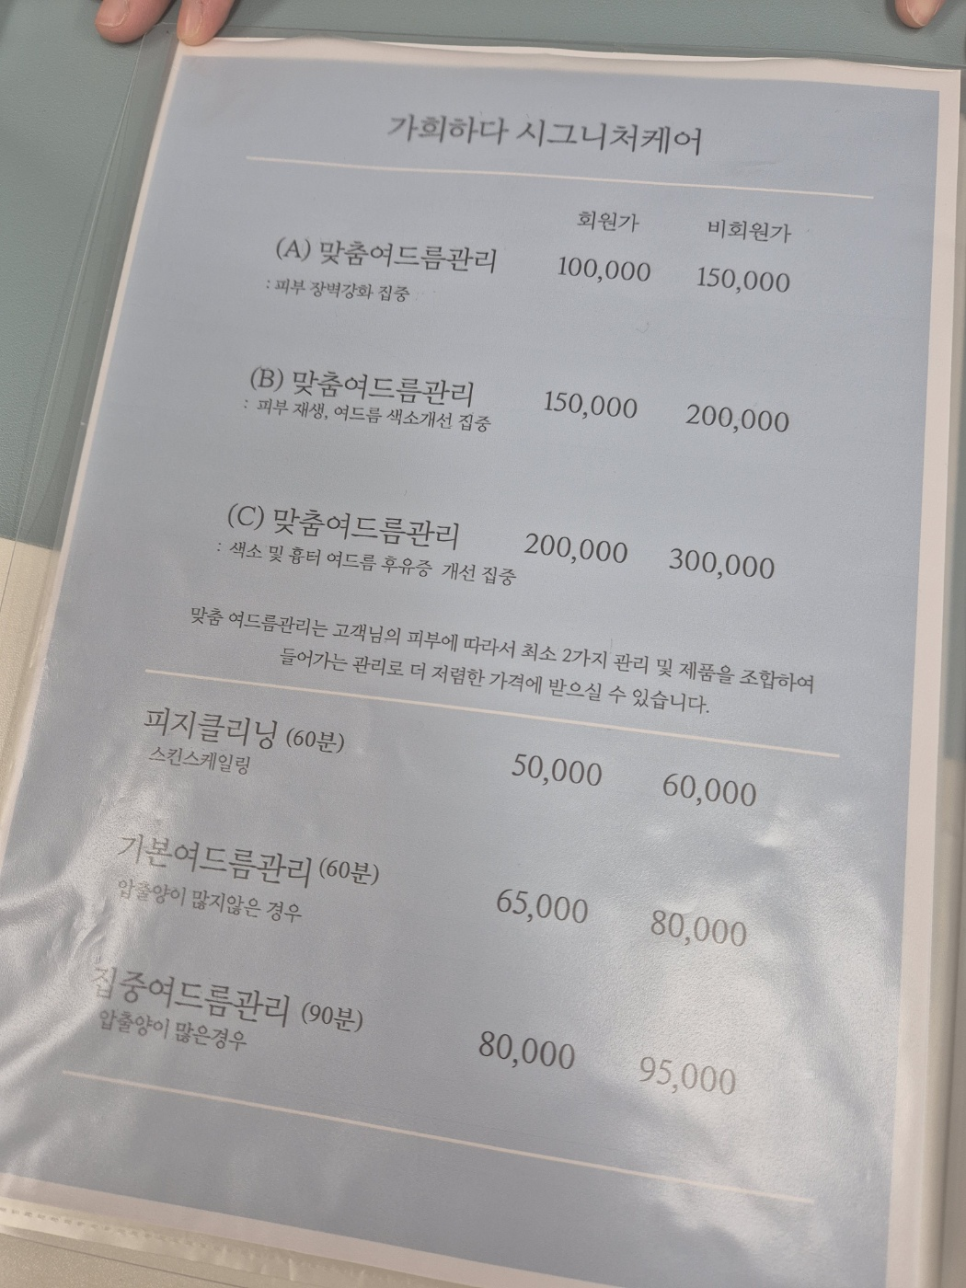 가희하다 시그니처케어
회원가 비회원가
(A) 맞춤여드름관리 100,000 150,000
: 피부 장벽강화 집중
(B) 맞춤여드름관리 150,000 200,000
: 피부 재생, 여드름 색소개선 집중
(C) 맞춤여드름관리 200,000 300,000
: 색소 및 흉터 여드름 후유증 개선 집중
맞춤 여드름관리는 고객님의 피부에 따라서 최소 2가지 관리 및 제품을 조합하여
들어가는 관리로 더 저렴한 가격에 받으실 수 있습니다.
피지클리닝 (60분) 50,000 60,000
스킨스케일링
기본여드름관리 (60분) 65,000 80,000
압출양이 많지않은 경우
집중여드름관리 (90분) 80,000 95,000
압출양이 많은경우